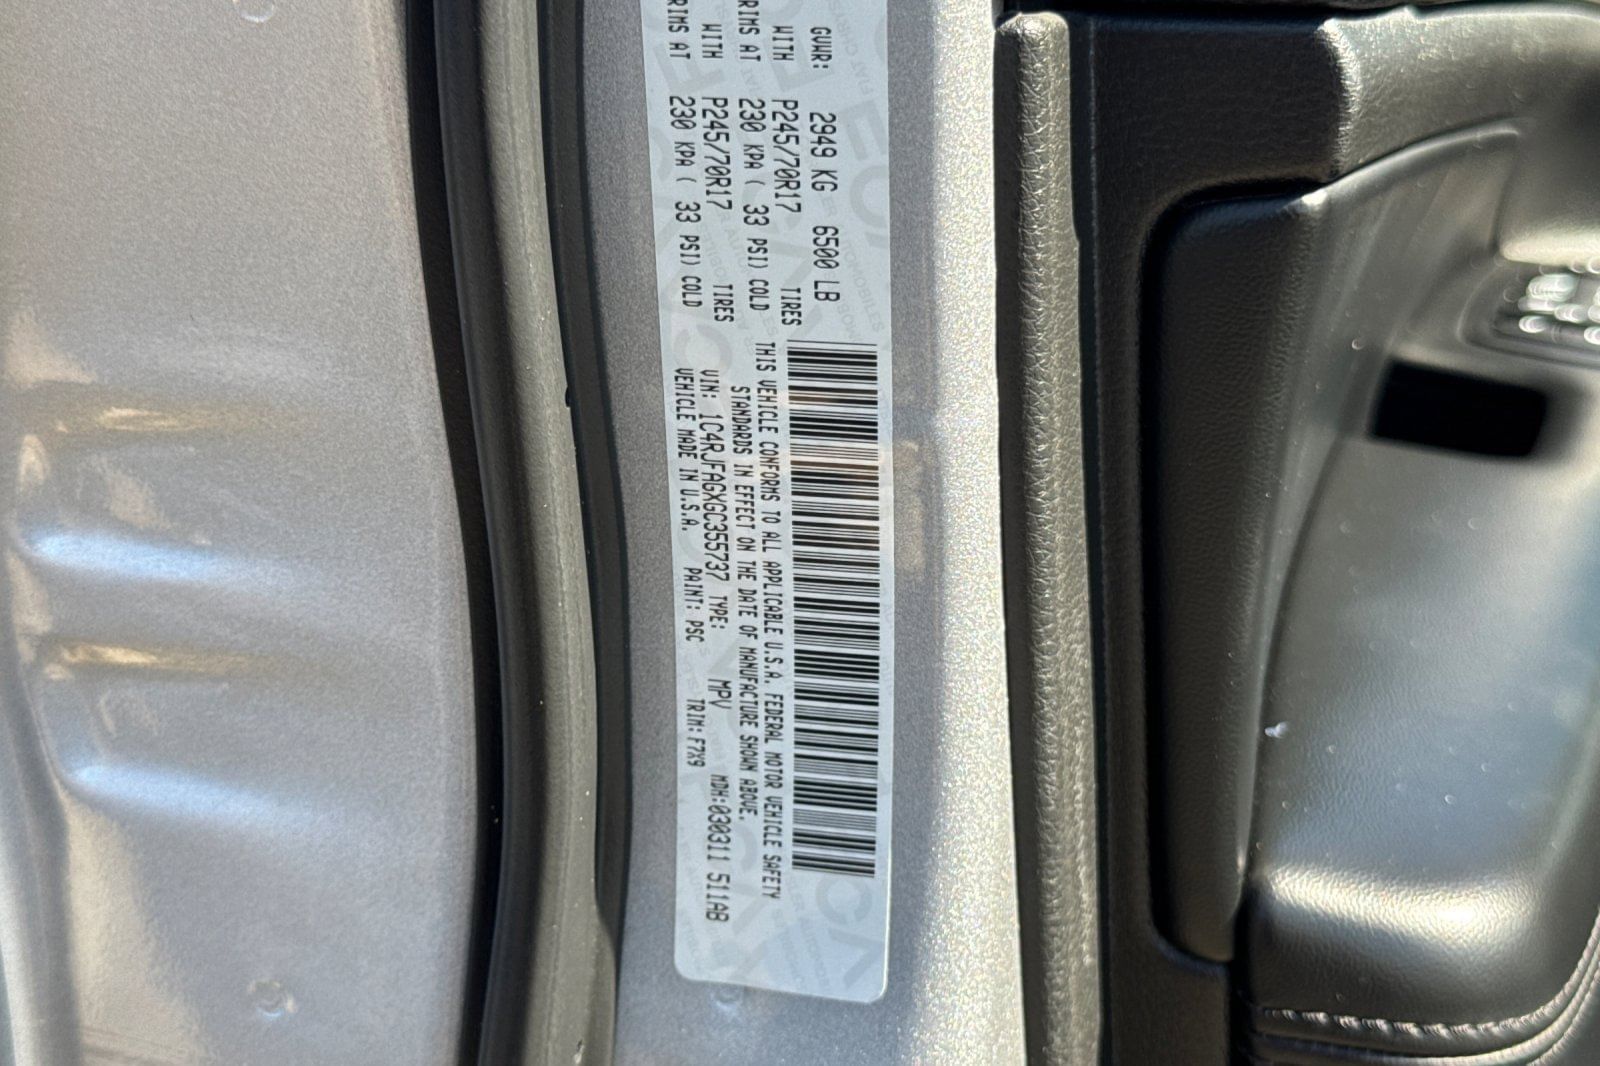 GVWR: 2949 KG 6500 LB
WITH P245/70R17 TIRES
RIMS AT 230 KPA ( 33 PSI) COLD
WITH P245/70R17 TIRES
RIMS AT 230 KPA ( 33 PSI) COLD
THIS VEHICLE CONFORMS TO ALL APPLICABLE U.S.A. FEDERAL MOTOR VEHICLE SAFETY
STANDARDS IN EFFECT ON THE DATE OF MANUFACTURE SHOWN ABOVE.
VIN: 1C4RJFAGXGC355737 TYPE: MPV MDH:030311 511AB
VEHICLE MADE IN U.S.A. PAINT: PSC TRIM:F7X9